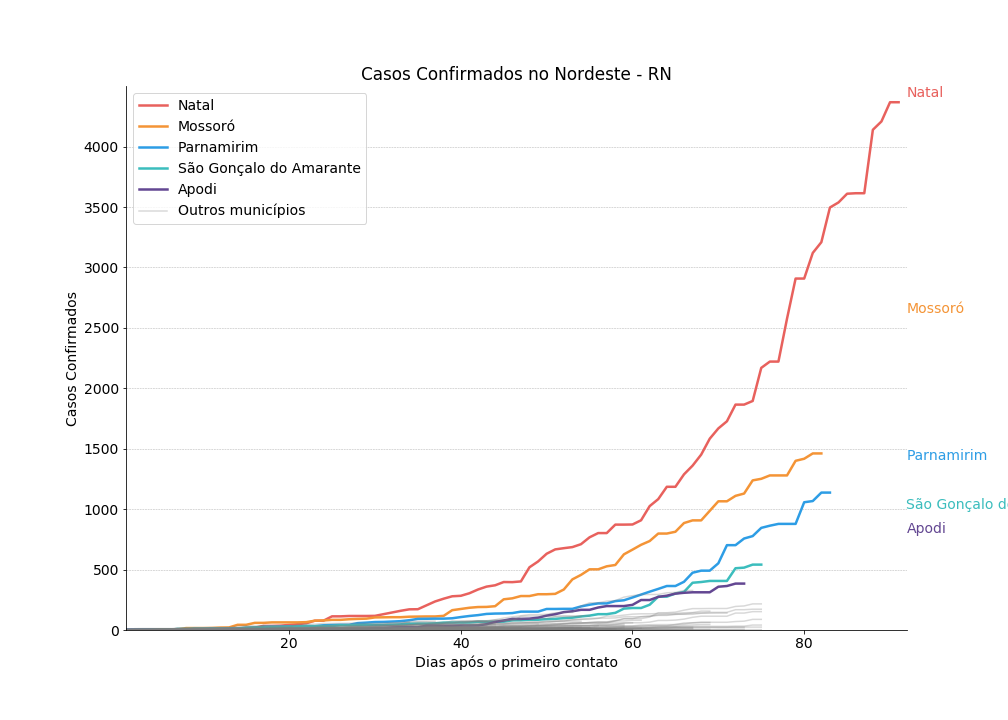 Casos Confirmados no Nordeste - RN
Natal
Mossoró
Parnamirim
São Gonçalo do Amarante
Apodi
Outros municípios
Natal
Mossoró
Parnamirim
São Gonçalo d
Apodi
4000
3500
3000
2500
2000
1500
1000
500
0
Casos Confirmados
20
40
60
80
Dias após o primeiro contato